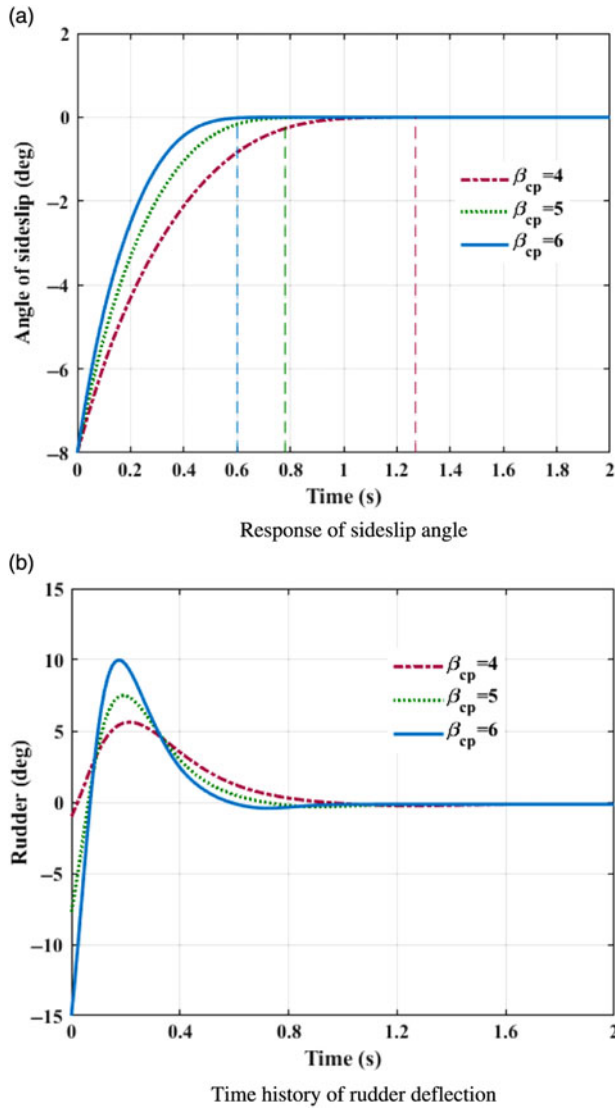 (a)
2
0
−2
−4
−6
−8
Angle of sideslip (deg)
β_cp=4
β_cp=5
β_cp=6
0 0.2 0.4 0.6 0.8 1 1.2 1.4 1.6 1.8 2
Time (s)
Response of sideslip angle
(b)
15
10
5
0
−5
−10
−15
Rudder (deg)
β_cp=4
β_cp=5
β_cp=6
0 0.4 0.8 1.2 1.6 2
Time (s)
Time history of rudder deflection